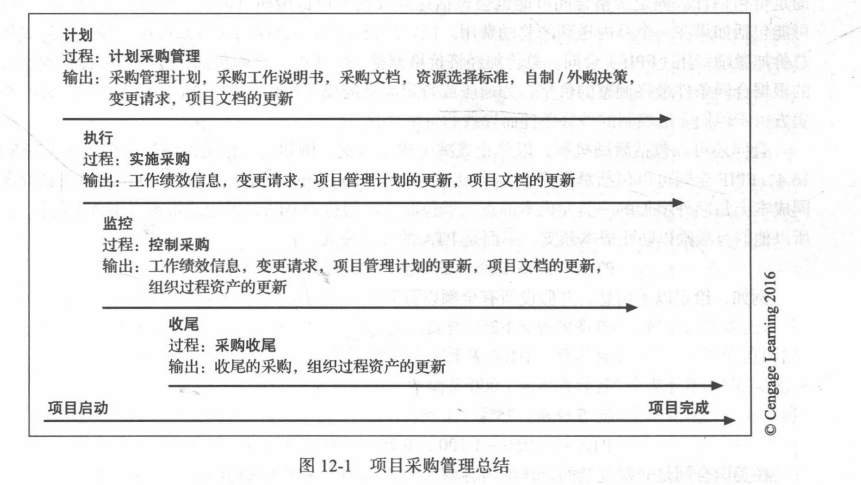 计划
过程：计划采购管理
输出：采购管理计划，采购工作说明书，采购文档，资源选择标准，自制/外购决策，
变更请求，项目文档的更新
执行
过程：实施采购
输出：工作绩效信息，变更请求，项目管理计划的更新，项目文档的更新
监控
过程：控制采购
输出：工作绩效信息，变更请求，项目管理计划的更新，项目文档的更新，
组织过程资产的更新
收尾
过程：采购收尾
输出：收尾的采购，组织过程资产的更新
项目启动
项目完成
© Cengage Learning 2016
图 12-1 项目采购管理总结